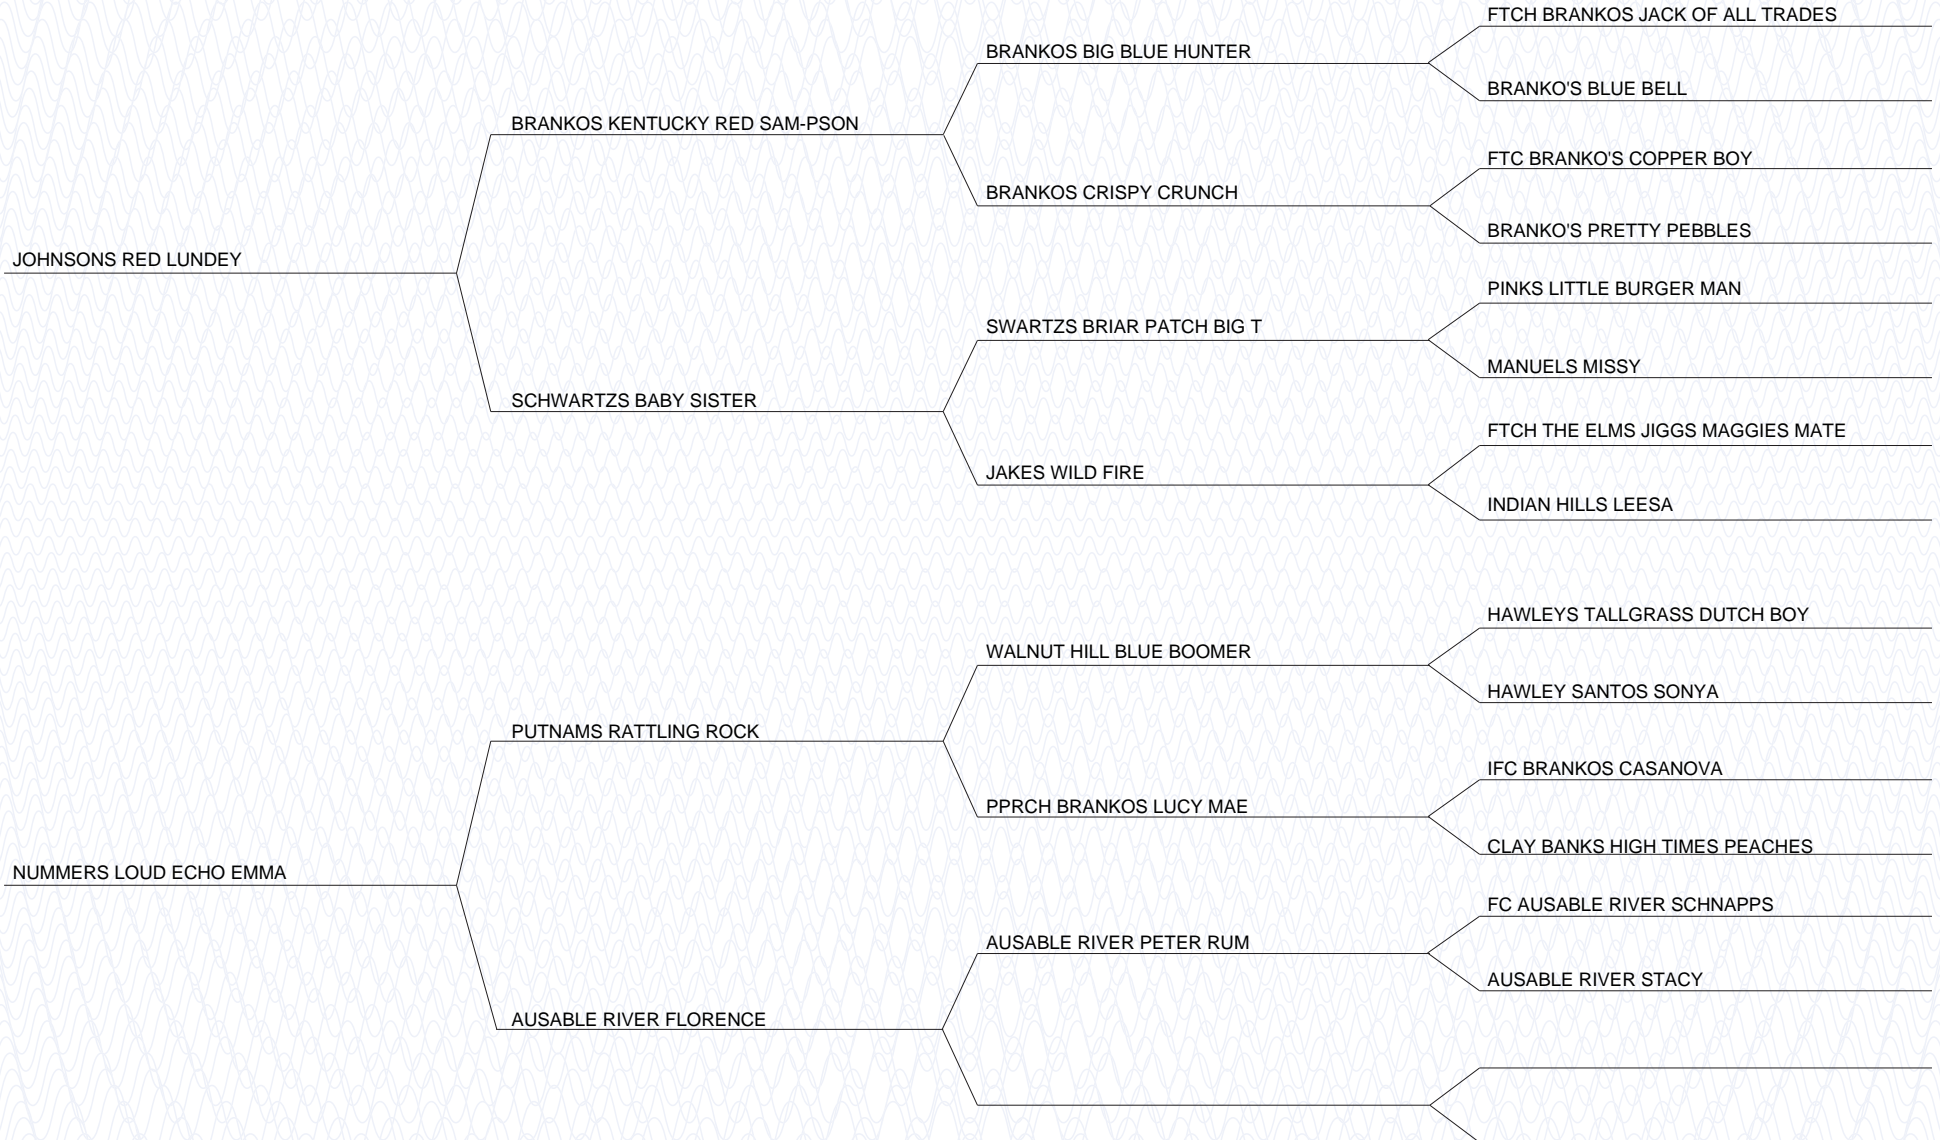 FTCH BRANKOS JACK OF ALL TRADES
BRANKOS BIG BLUE HUNTER
BRANKO'S BLUE BELL
BRANKOS KENTUCKY RED SAM-PSON
FTC BRANKO'S COPPER BOY
BRANKOS CRISPY CRUNCH
BRANKO'S PRETTY PEBBLES
JOHNSONS RED LUNDEY
PINKS LITTLE BURGER MAN
SWARTZS BRIAR PATCH BIG T
MANUELS MISSY
SCHWARTZS BABY SISTER
FTCH THE ELMS JIGGS MAGGIES MATE
JAKES WILD FIRE
INDIAN HILLS LEESA
HAWLEYS TALLGRASS DUTCH BOY
WALNUT HILL BLUE BOOMER
HAWLEY SANTOS SONYA
PUTNAMS RATTLING ROCK
IFC BRANKOS CASANOVA
PPRCH BRANKOS LUCY MAE
CLAY BANKS HIGH TIMES PEACHES
NUMMERS LOUD ECHO EMMA
FC AUSABLE RIVER SCHNAPPS
AUSABLE RIVER PETER RUM
AUSABLE RIVER STACY
AUSABLE RIVER FLORENCE